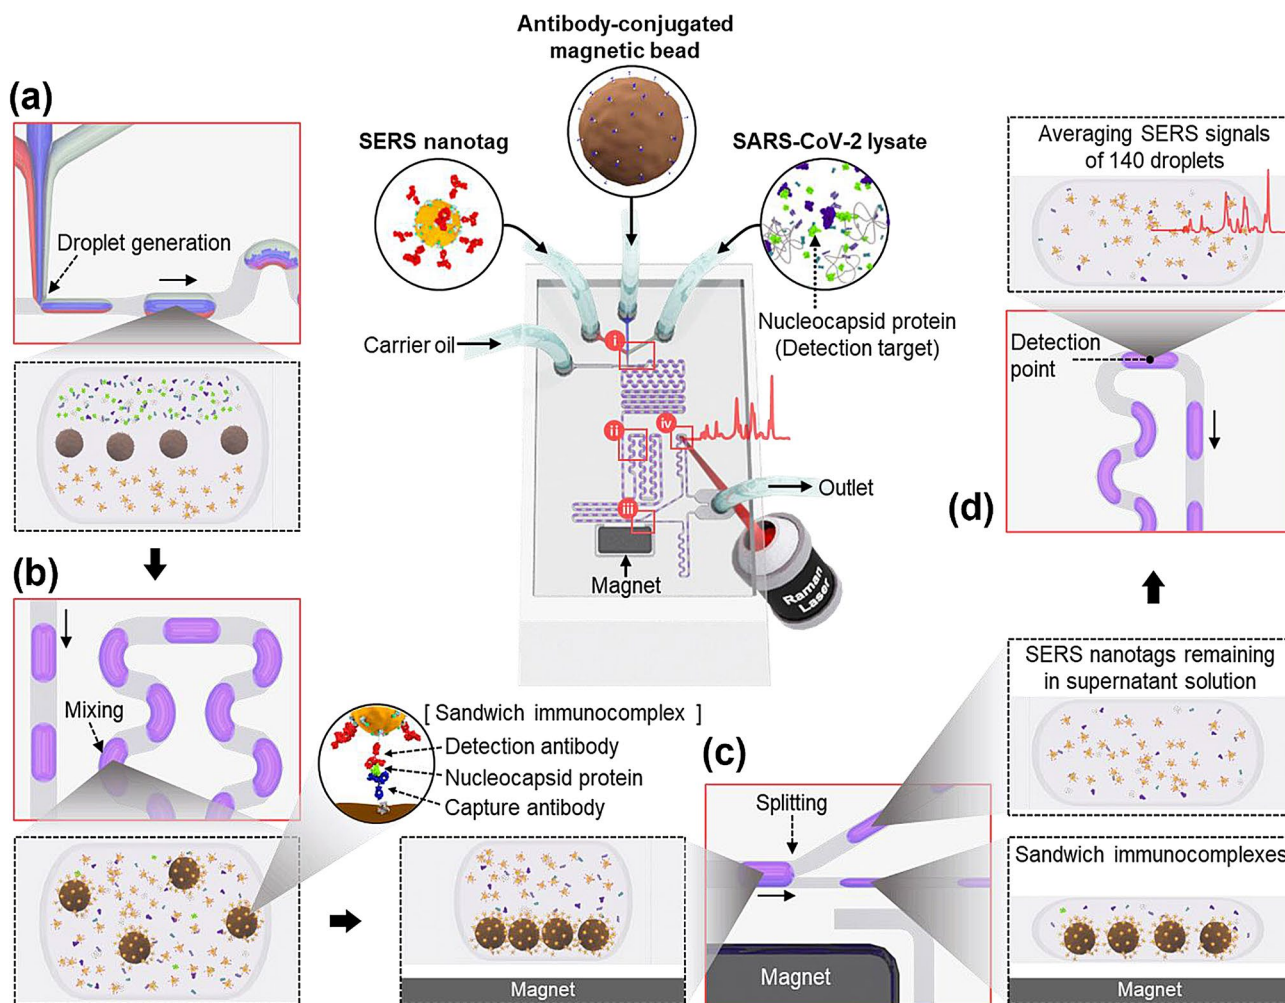 Antibody-conjugated
magnetic bead
(a)
SERS nanotag
SARS-CoV-2 lysate
Averaging SERS signals
of 140 droplets
Droplet generation
Carrier oil
Nucleocapsid protein
(Detection target)
i
ii
iv
iii
Outlet
Magnet
Raman
Laser
Detection
point
(d)
(b)
Mixing
[ Sandwich immunocomplex ]
Detection antibody
Nucleocapsid protein
Capture antibody
(c)
Splitting
Magnet
SERS nanotags remaining
in supernatant solution
Sandwich immunocomplexes
Magnet
Magnet